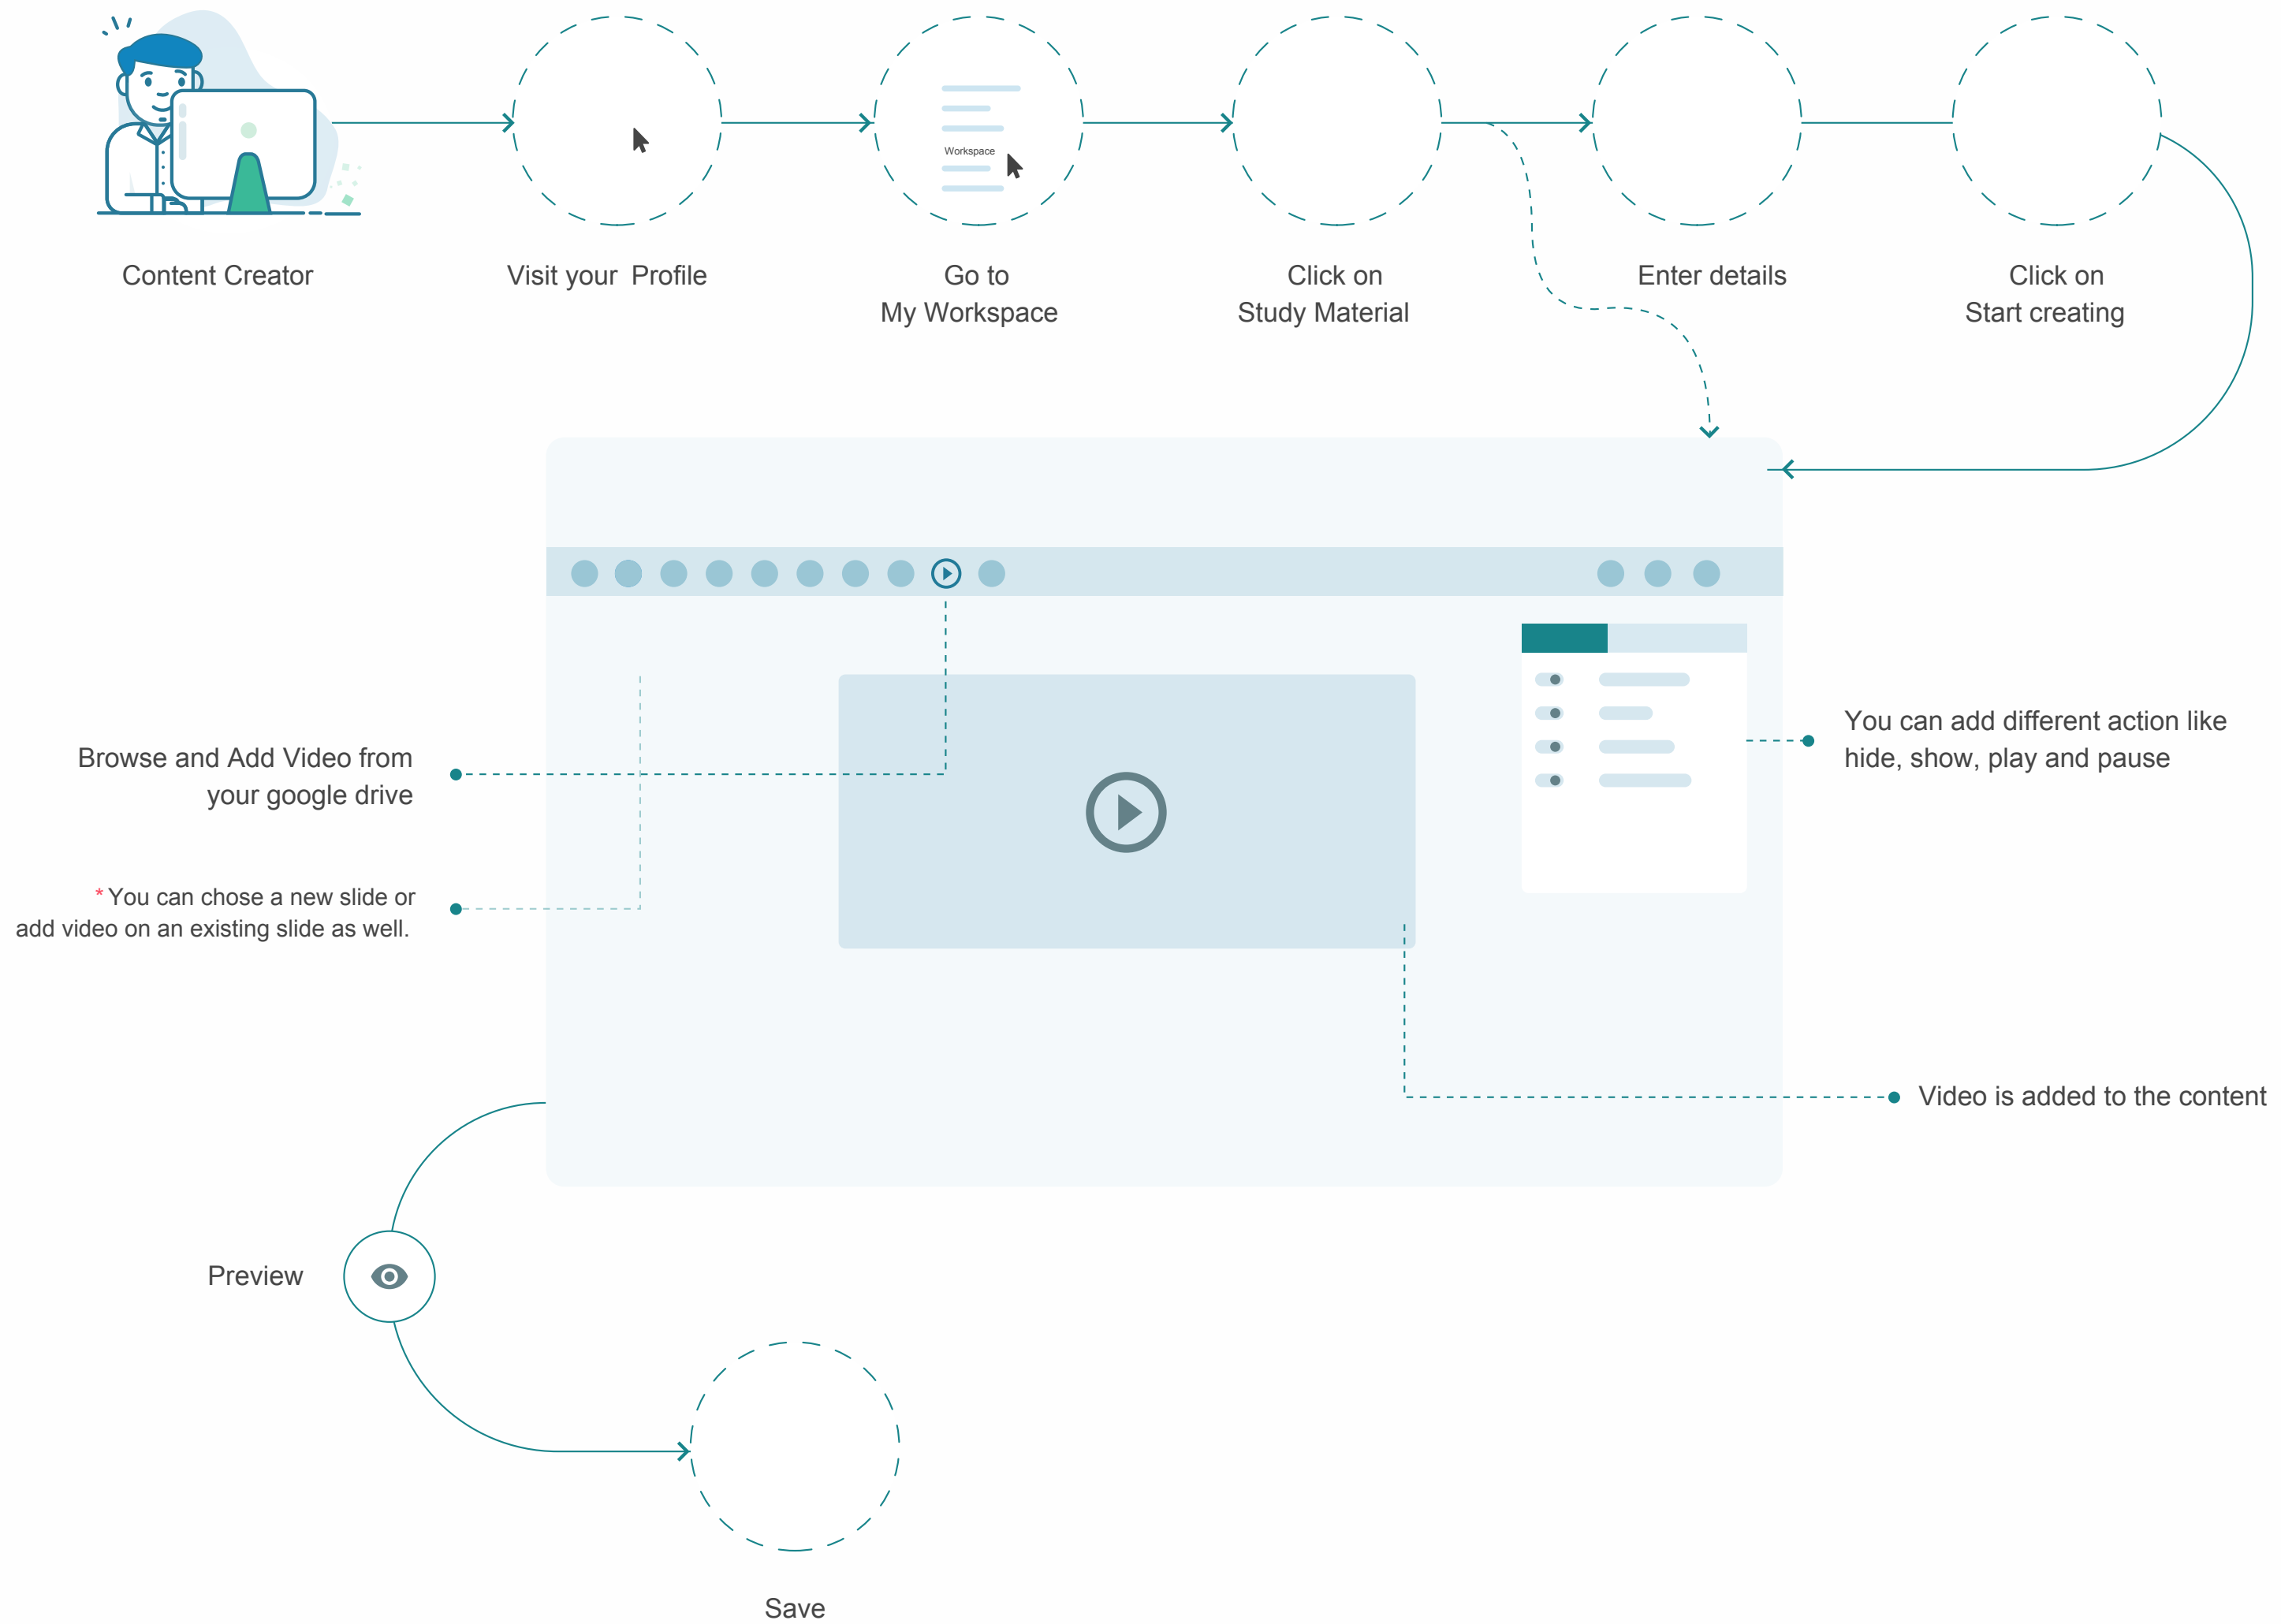 Workspace
Content Creator
Visit your  Profile
Go to
My Workspace
Click on
Study Material
Enter details
Click on
Start creating
Browse and Add Video from
your google drive
* You can chose a new slide or
add video on an existing slide as well.
You can add different action like
hide, show, play and pause
Video is added to the content
Preview
Save